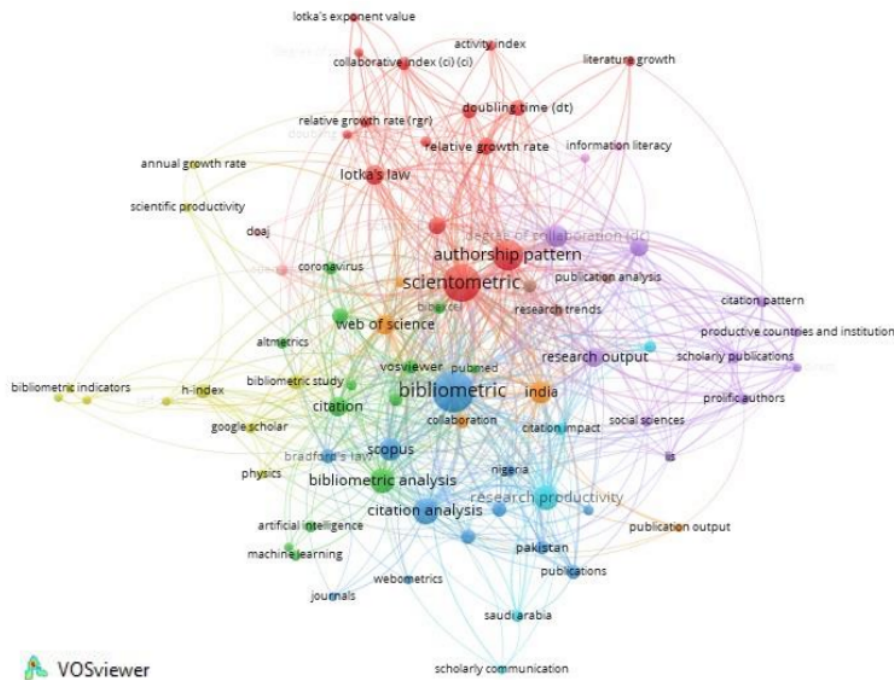 lotka's exponent value
activity index
collaborative index (ci) (ci)
literature growth
doubling time (dt)
relative growth rate (rgr)
relative growth rate
information literacy
annual growth rate
lotka's law
scientific productivity
doaj
degree of collaboration (dc)
authorship pattern
coronavirus
scientometric
publication analysis
citation pattern
bibexcel
research trends
web of science
productive countries and institution
altmetrics
research output
scholarly publications
vosviewer
pubmed
bibliometric study
bibliometric indicators
h-index
bibliometric
india
prolific authors
citation
google scholar
collaboration
citation impact
social sciences
scopus
bradford's law
lis
physics
nigeria
bibliometric analysis
research productivity
citation analysis
artificial intelligence
publication output
machine learning
pakistan
webometrics
publications
journals
saudi arabia
scholarly communication
VOSviewer